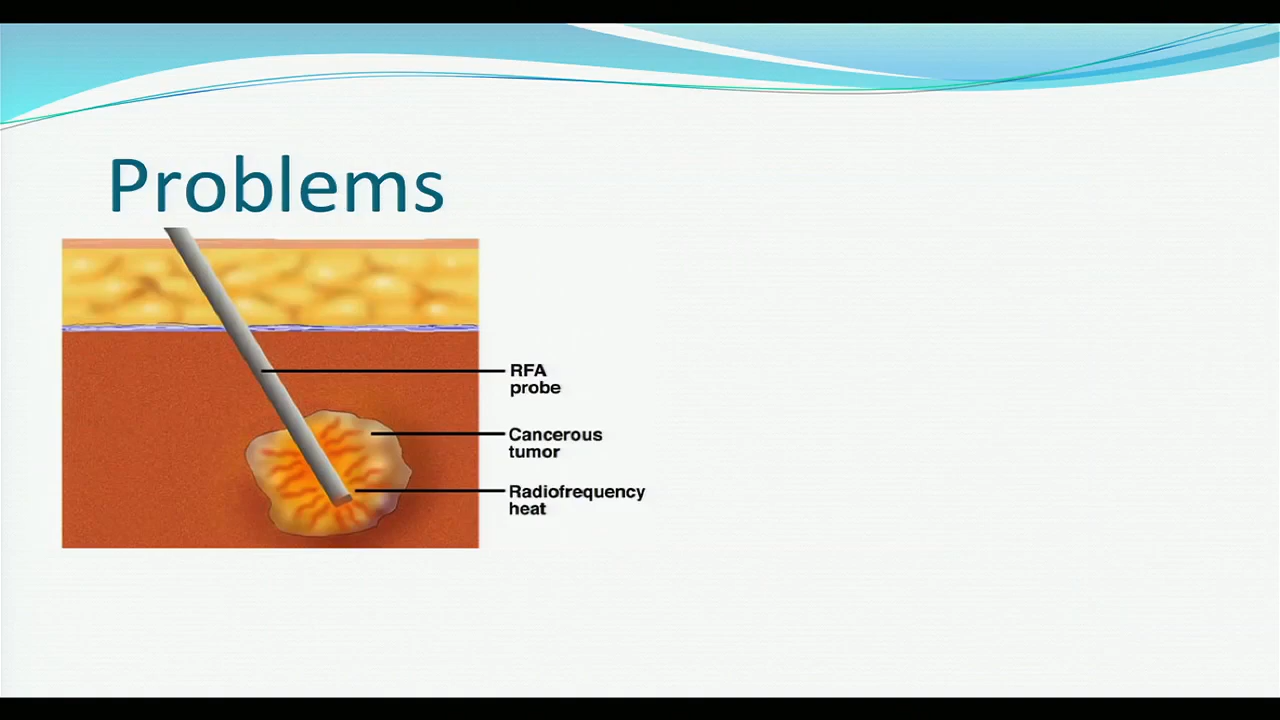 Problems
RFA
probe
Cancerous
tumor
Radiofrequency
heat